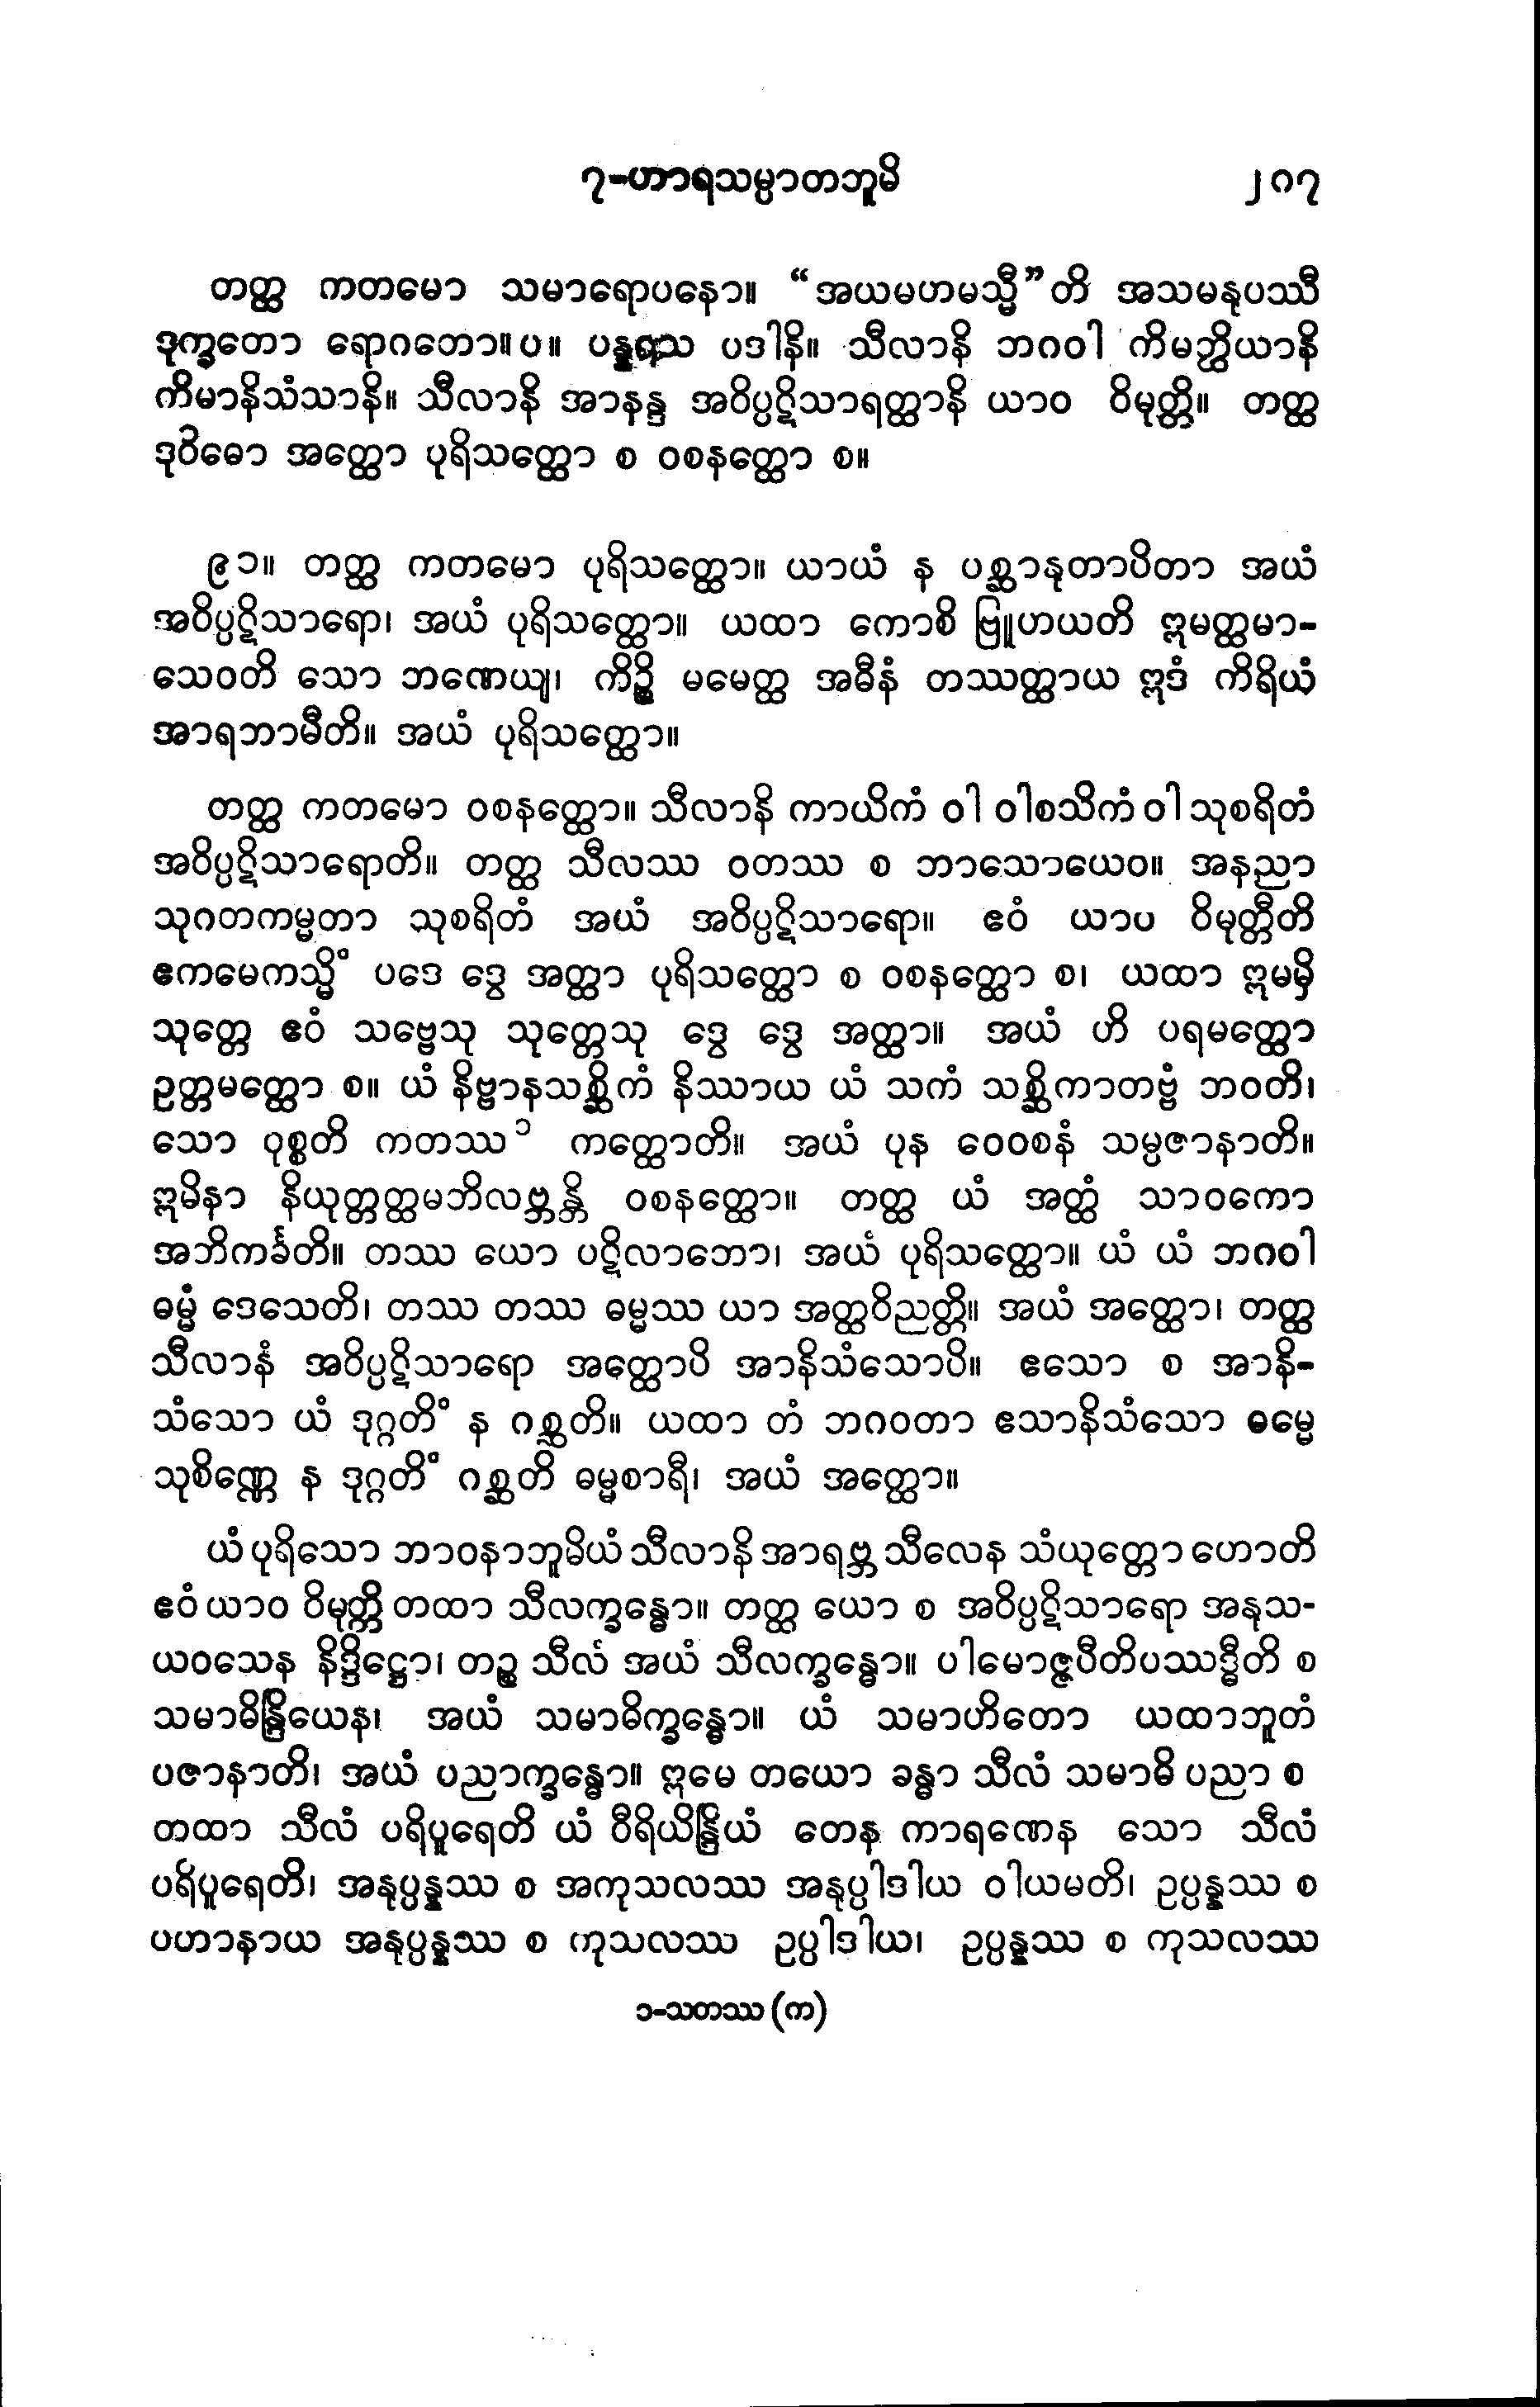 ၇-ဟာရသမ္ပာတဘူမိ ၂၀၇
တတ္ထ ကတမော သမာရောပနော။ “အယမဟမသ္မီ”တိ အသမနုပဿီ
ဒုက္ခတော ရောဂတော။ပ။ ပန္နရသ ပဒါနိ။ သီလာနိ ဘဂဝါ ကိမတ္ထိယာနိ
ကိမာနိသံသာနိ။ သီလာနိ အာနန္ဒ အဝိပ္ပဋိသာရတ္ထာနိ ယာဝ ဝိမုတ္တိ။ တတ္ထ
ဒုဝိဓော အတ္ထော ပုရိသတ္ထော စ ဝစနတ္ထော စ။
၉၁။ တတ္ထ ကတမော ပုရိသတ္ထော။ ယာယံ န ပစ္ဆာနုတာပိတာ အယံ
အဝိပ္ပဋိသာရော၊ အယံ ပုရိသတ္ထော။ ယထာ ကောစိ ဗြူဟယတိ ဣမတ္ထမာ-
သေဝတိ သော ဘဏေယျ၊ ကိဉ္စိ မမေတ္ထ အဓီနံ တဿတ္ထာယ ဣဒံ ကိရိယံ
အာရဘာမီတိ။ အယံ ပုရိသတ္ထော။
တတ္ထ ကတမော ဝစနတ္ထော။ သီလာနိ ကာယိကံ ဝါ ဝါစသိကံ ဝါ သုစရိတံ
အဝိပ္ပဋိသာရောတိ။ တတ္ထ သီလဿ ဝတဿ စ ဘာသောယေဝ။ အနညာ
သုဂတကမ္မတာ သုစရိတံ အယံ အဝိပ္ပဋိသာရော။ ဧဝံ ယာပ ဝိမုတ္တီတိ
ဧကမေကသ္မိံ ပဒေ ဒွေ အတ္ထာ ပုရိသတ္ထော စ ဝစနတ္ထော စ၊ ယထာ ဣမမှိ
သုတ္တေ ဧဝံ သဗ္ဗေသု သုတ္တေသု ဒွေ ဒွေ အတ္ထာ။ အယံ ဟိ ပရမတ္ထော
ဥတ္တမတ္ထော စ။ ယံ နိဗ္ဗာနသစ္ဆိကံ နိဿာယ ယံ သကံ သစ္ဆိကာတဗ္ဗံ ဘဝတိ၊
သော ဝုစ္စတိ ကတဿ ၁ ကတ္ထောတိ။ အယံ ပုန ဝေဝစနံ သမ္ပဇာနာတိ။
ဣမိနာ နိယုတ္တတ္ထမဘိလဗ္ဘန္တိ ဝစနတ္ထော။ တတ္ထ ယံ အတ္ထံ သာဝကော
အဘိကင်္ခတိ။ တဿ ယော ပဋိလာဘော၊ အယံ ပုရိသတ္ထော။ ယံ ယံ ဘဂဝါ
ဓမ္မံ ဒေသေတိ၊ တဿ တဿ ဓမ္မဿ ယာ အတ္ထဝိညတ္တိ။ အယံ အတ္ထော၊ တတ္ထ
သီလာနံ အဝိပ္ပဋိသာရော အတ္ထောပိ အာနိသံသောပိ။ ဧသော စ အာနိ-
သံသော ယံ ဒုဂ္ဂတိံ န ဂစ္ဆတိ။ ယထာ တံ ဘဂဝတာ ဧသာနိသံသော ဓမ္မေ
သုစိဏ္ဏေ န ဒုဂ္ဂတိံ ဂစ္ဆတိ ဓမ္မစာရီ၊ အယံ အတ္ထော။
ယံ ပုရိသော ဘာဝနာဘူမိယံ သီလာနိ အာရဗ္ဘ သီလေန သံယုတ္တော ဟောတိ
ဧဝံ ယာဝ ဝိမုတ္တိ တထာ သီလက္ခန္ဓော။ တတ္ထ ယော စ အဝိပ္ပဋိသာရော အနုသ-
ယဝသေန နိဒ္ဒိဋ္ဌော၊ တဉ္စ သီလံ အယံ သီလက္ခန္ဓော။ ပါမောဇ္ဇပီတိပဿဒ္ဓီတိ စ
သမာဓိန္ဒြိယေန၊ အယံ သမာဓိက္ခန္ဓော။ ယံ သမာဟိတော ယထာဘူတံ
ပဇာနာတိ၊ အယံ ပညာက္ခန္ဓော။ ဣမေ တယော ခန္ဓာ သီလံ သမာဓိ ပညာ စ
တထာ သီလံ ပရိပူရေတိ ယံ ဝီရိယိန္ဒြိယံ တေန ကာရဏေန သော သီလံ
ပရိပူရေတိ၊ အနုပ္ပန္နဿ စ အကုသလဿ အနုပ္ပါဒါယ ဝါယမတိ၊ ဥပ္ပန္နဿ စ
ပဟာနာယ အနုပ္ပန္နဿ စ ကုသလဿ ဥပ္ပါဒါယ၊ ဥပ္ပန္နဿ စ ကုသလဿ
၁-သတဿ (က)